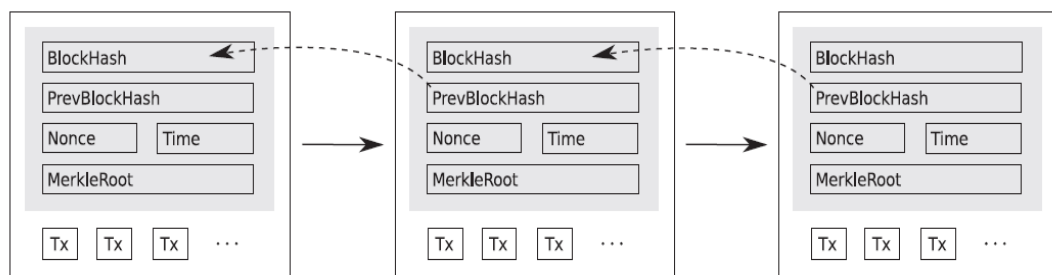 BlockHash
PrevBlockHash
Nonce Time
MerkleRoot
Tx Tx Tx ...
BlockHash
PrevBlockHash
Nonce Time
MerkleRoot
Tx Tx Tx ...
BlockHash
PrevBlockHash
Nonce Time
MerkleRoot
Tx Tx Tx ...